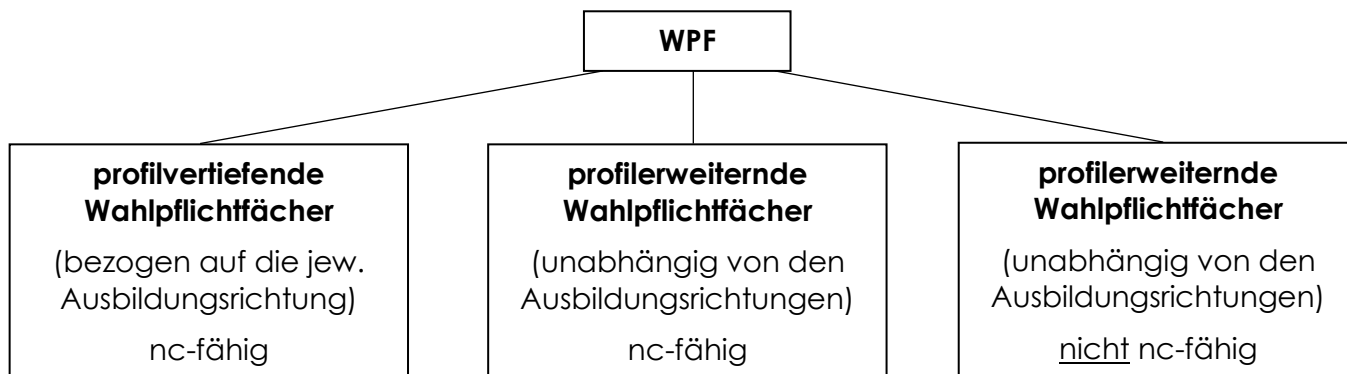 WPF
profilvertiefende
Wahlpflichtfächer
(bezogen auf die jew.
Ausbildungsrichtung)
nc-fähig
profilerweiternde
Wahlpflichtfächer
(unabhängig von den
Ausbildungsrichtungen)
nc-fähig
profilerweiternde
Wahlpflichtfächer
(unabhängig von den
Ausbildungsrichtungen)
nicht nc-fähig